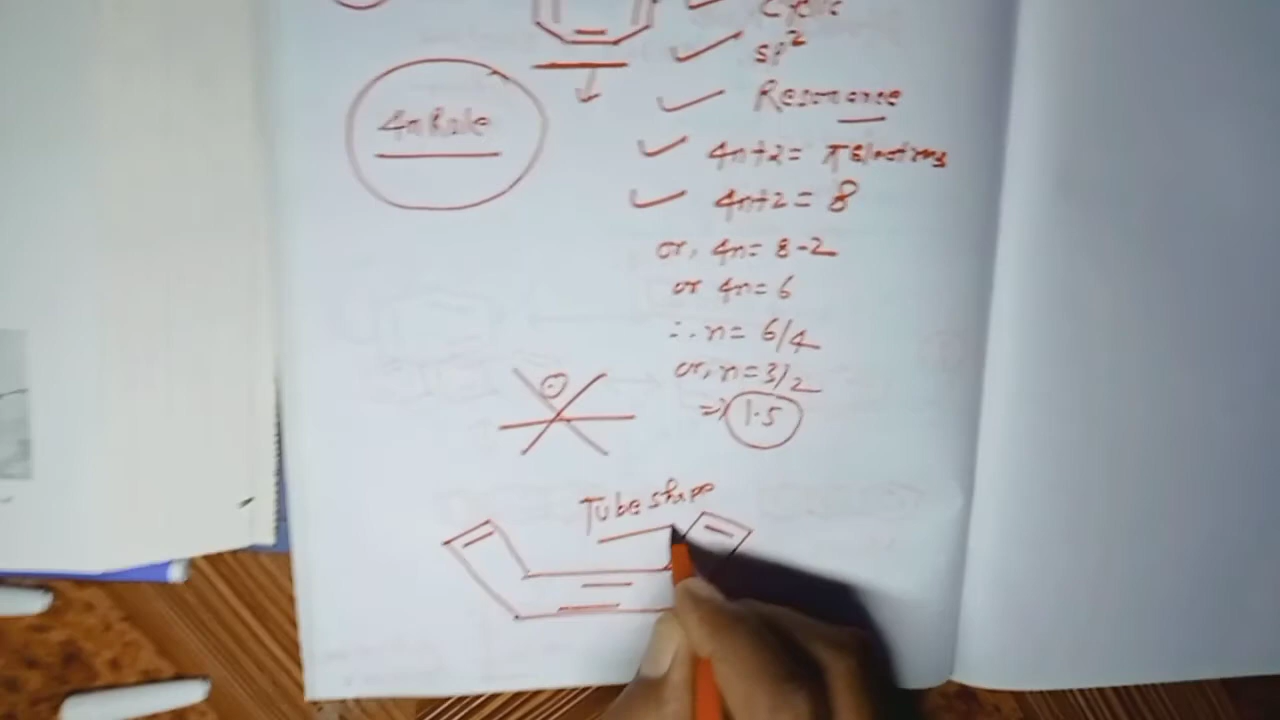 Cyclic
sp²
Resonance
4n Rule
4n+2 = π Electrons
4n+2 = 8
or, 4n = 8-2
or 4n = 6
∴ n = 6/4
or, n = 3/2
⇒ 1.5
Tube shape